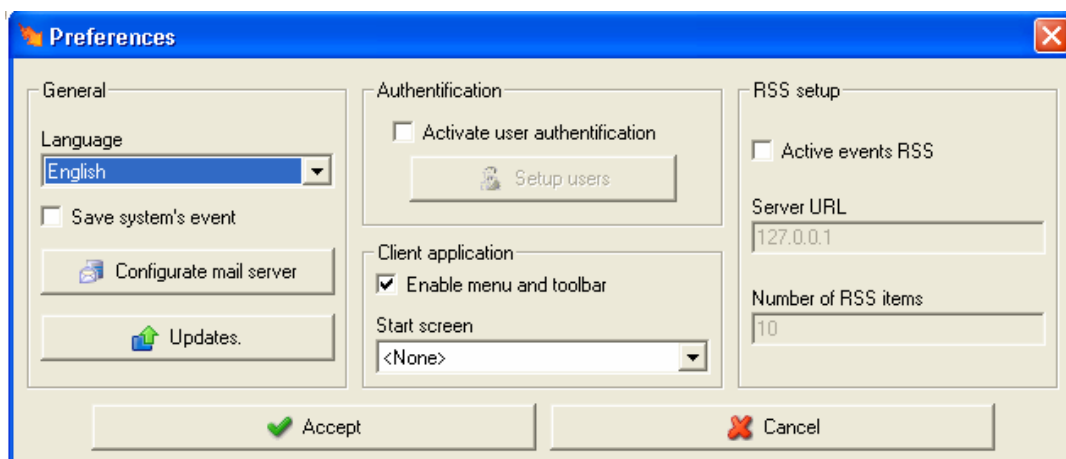 Preferences
General
Language
English
Save system's event
Configurate mail server
Updates.
Authentification
Activate user authentification
Setup users
Client application
Enable menu and toolbar
Start screen
<None>
RSS setup
Active events RSS
Server URL
127.0.0.1
Number of RSS items
10
Accept
Cancel